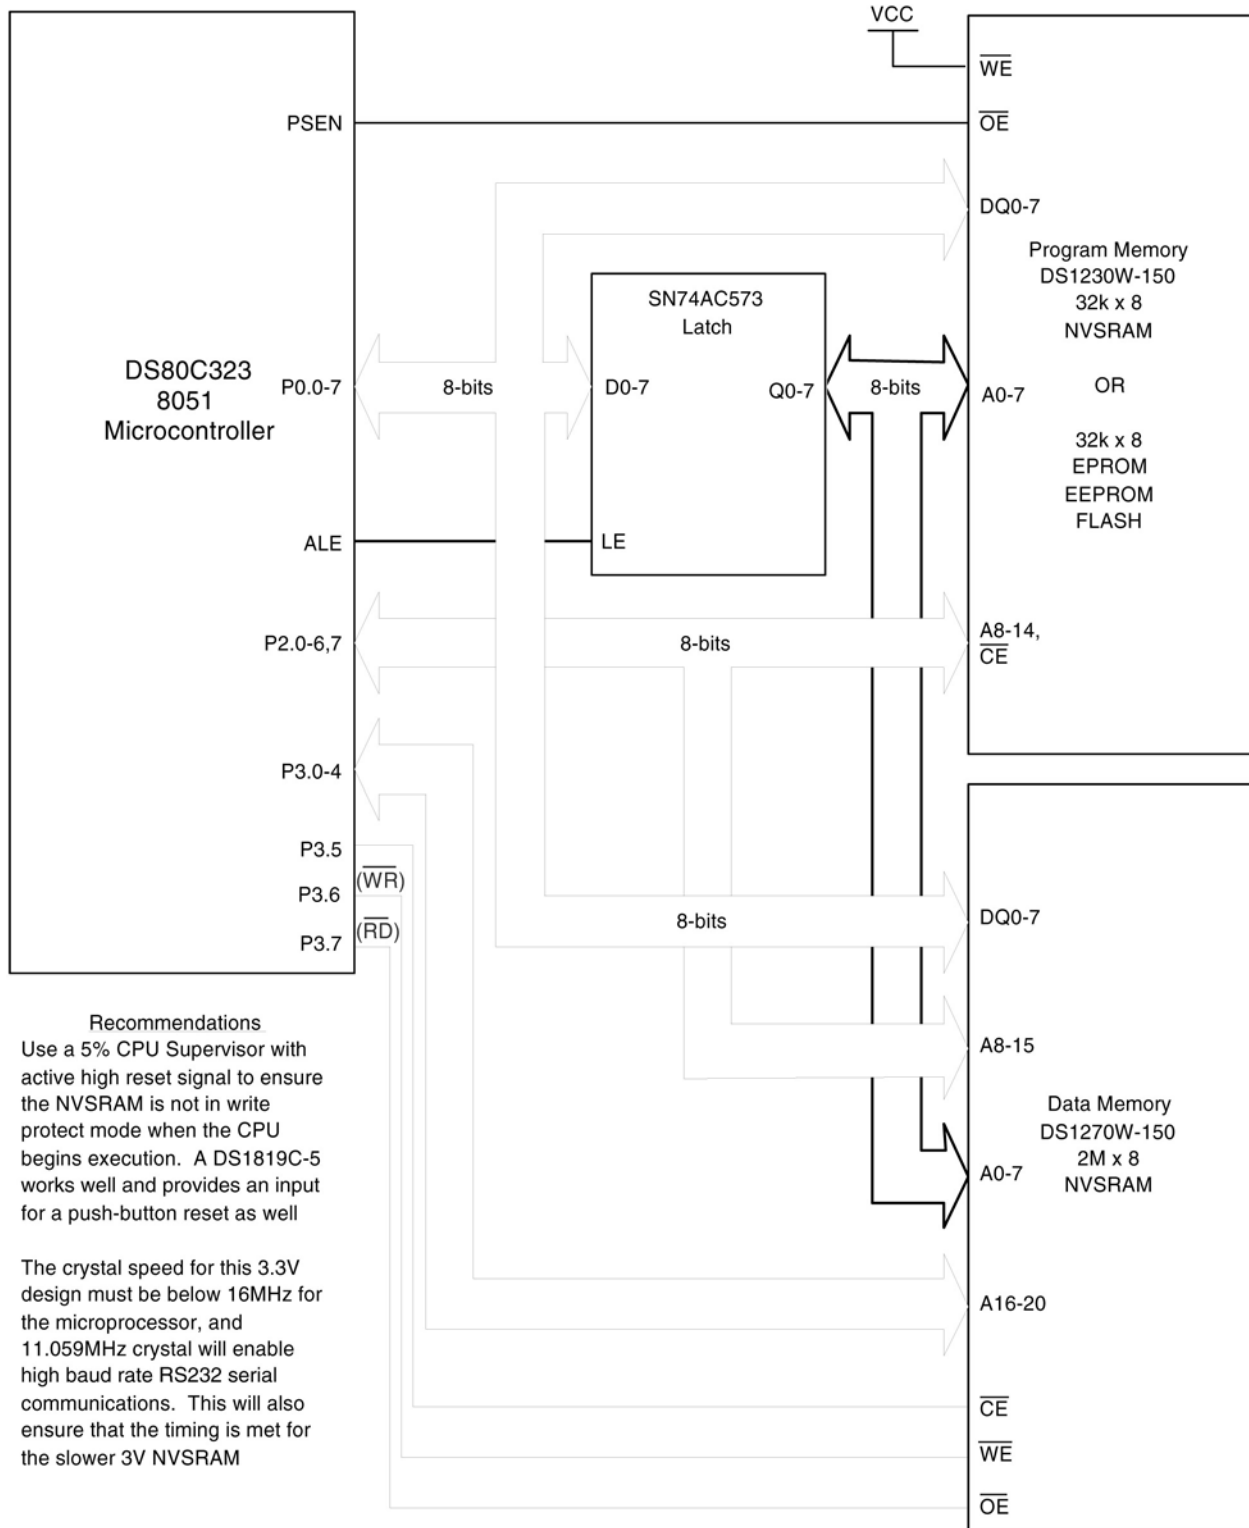 VCC
WE
PSEN
OE
DQ0-7
Program Memory
DS1230W-150
32k x 8
NVSRAM
OR
32k x 8
EPROM
EEPROM
FLASH
SN74AC573
Latch
DS80C323
8051
Microcontroller
P0.0-7
8-bits
D0-7
Q0-7
8-bits
A0-7
ALE
LE
P2.0-6,7
8-bits
A8-14,
CE
P3.0-4
P3.5
(WR)
P3.6
(RD)
P3.7
8-bits
DQ0-7
A8-15
Data Memory
DS1270W-150
2M x 8
NVSRAM
A0-7
A16-20
CE
WE
OE
Recommendations
Use a 5% CPU Supervisor with
active high reset signal to ensure
the NVSRAM is not in write
protect mode when the CPU
begins execution. A DS1819C-5
works well and provides an input
for a push-button reset as well
The crystal speed for this 3.3V
design must be below 16MHz for
the microprocessor, and
11.059MHz crystal will enable
high baud rate RS232 serial
communications. This will also
ensure that the timing is met for
the slower 3V NVSRAM